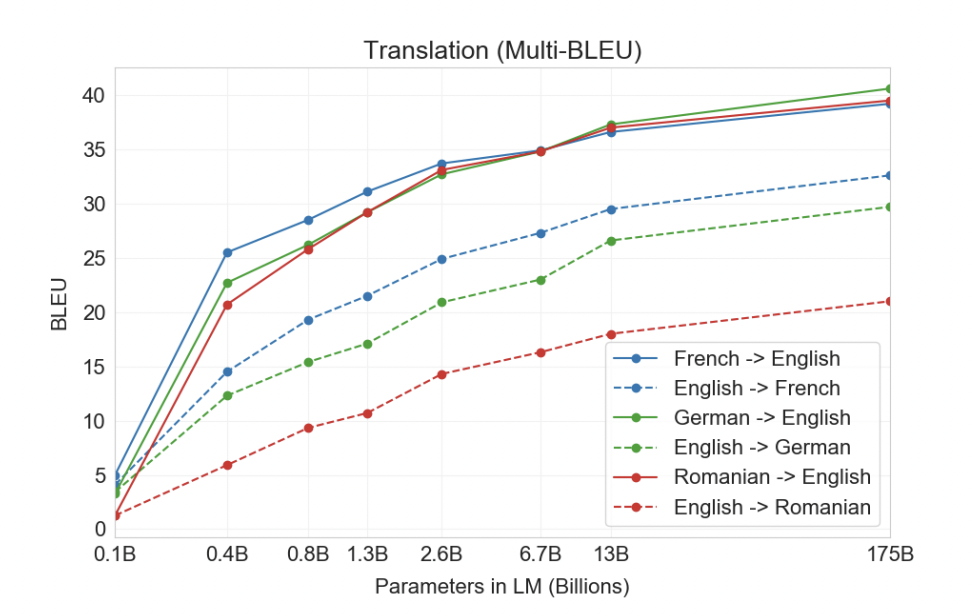 Translation (Multi-BLEU)
40
35
30
25
20
15
10
5
0
BLEU
French -> English
English -> French
German -> English
English -> German
Romanian -> English
English -> Romanian
0.1B 0.4B 0.8B 1.3B 2.6B 6.7B 13B 175B
Parameters in LM (Billions)